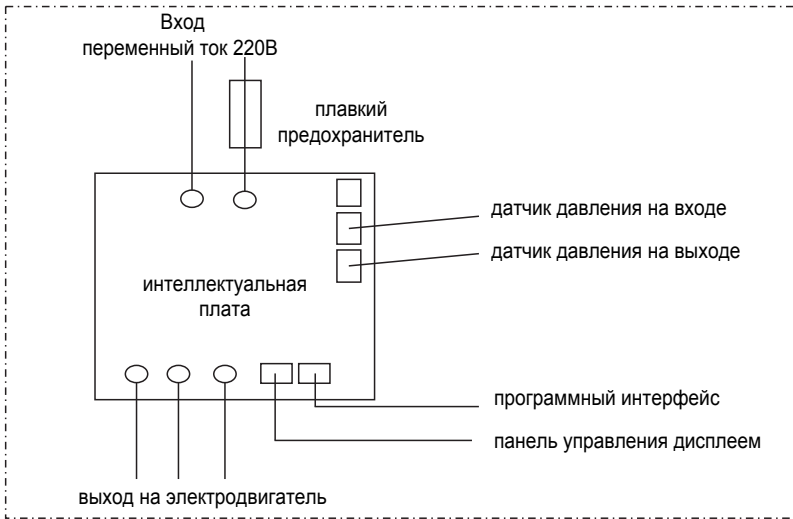 Вход
переменный ток 220В
плавкий
предохранитель
датчик давления на входе
датчик давления на выходе
интеллектуальная
плата
программный интерфейс
панель управления дисплеем
выход на электродвигатель